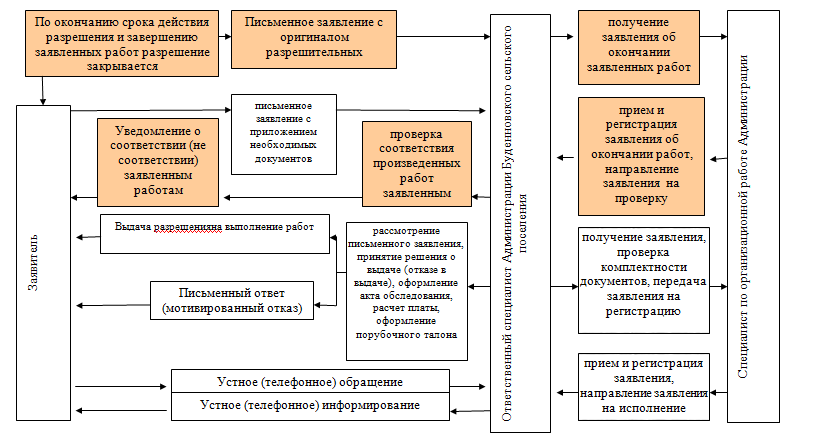 По окончанию срока действия
разрешения и завершению
заявленных работ разрешение
закрывается
Письменное заявление с
оригиналом
разрешительных
получение
заявления об
окончании
заявленных работ
письменное
заявление с
приложением
необходимых
документов
Уведомление о
соответствии (не
соответствии)
заявленным
работам
проверка
соответствия
произведенных
работ
заявленным
прием и
регистрация
заявления об
окончании работ,
направление
заявления на
проверку
Заявитель
Выдача разрешенияна выполнение работ
Письменный ответ
(мотивированный отказ)
рассмотрение
письменного заявления,
принятие решения о
выдаче (отказе в
выдаче), оформление
акта обследования,
расчет платы,
оформление
порубочного талона
Ответственный специалист Администрации Буденновского сельского
поселения
получение заявления,
проверка
комплектности
документов, передача
заявления на
регистрацию
Специалист по организационной работе Администрации
Устное (телефонное) обращение
Устное (телефонное) информирование
прием и регистрация
заявления,
направление заявления
на исполнение